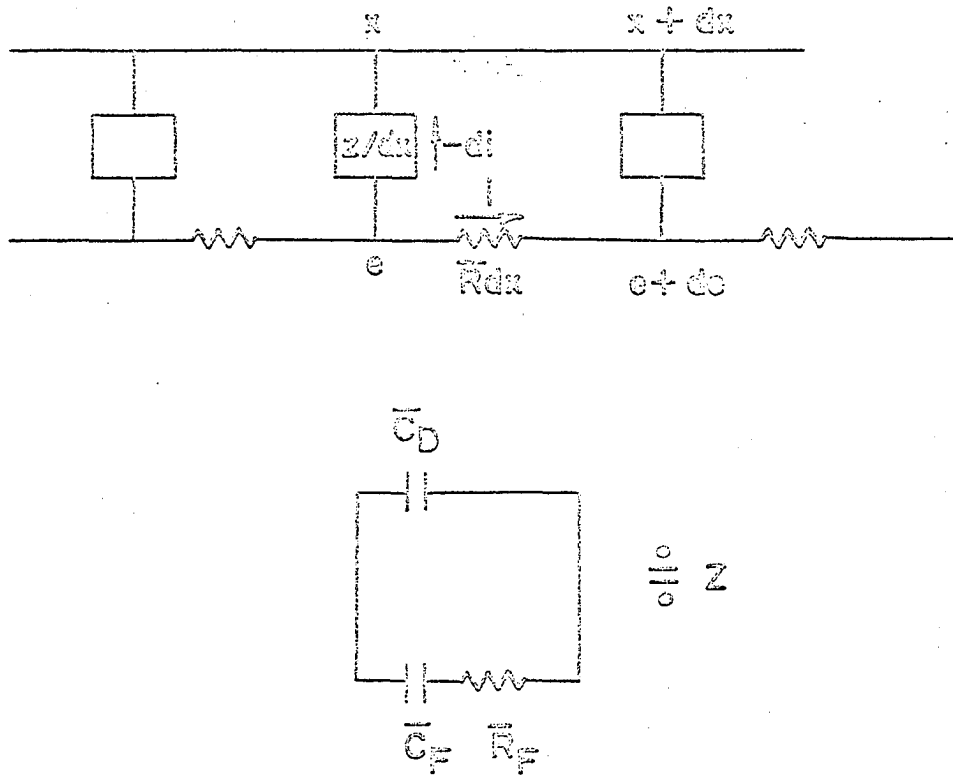 x x + dx
z/dx -di
i
e R̅dx e + de
C̅D
Z
C̅F R̅F